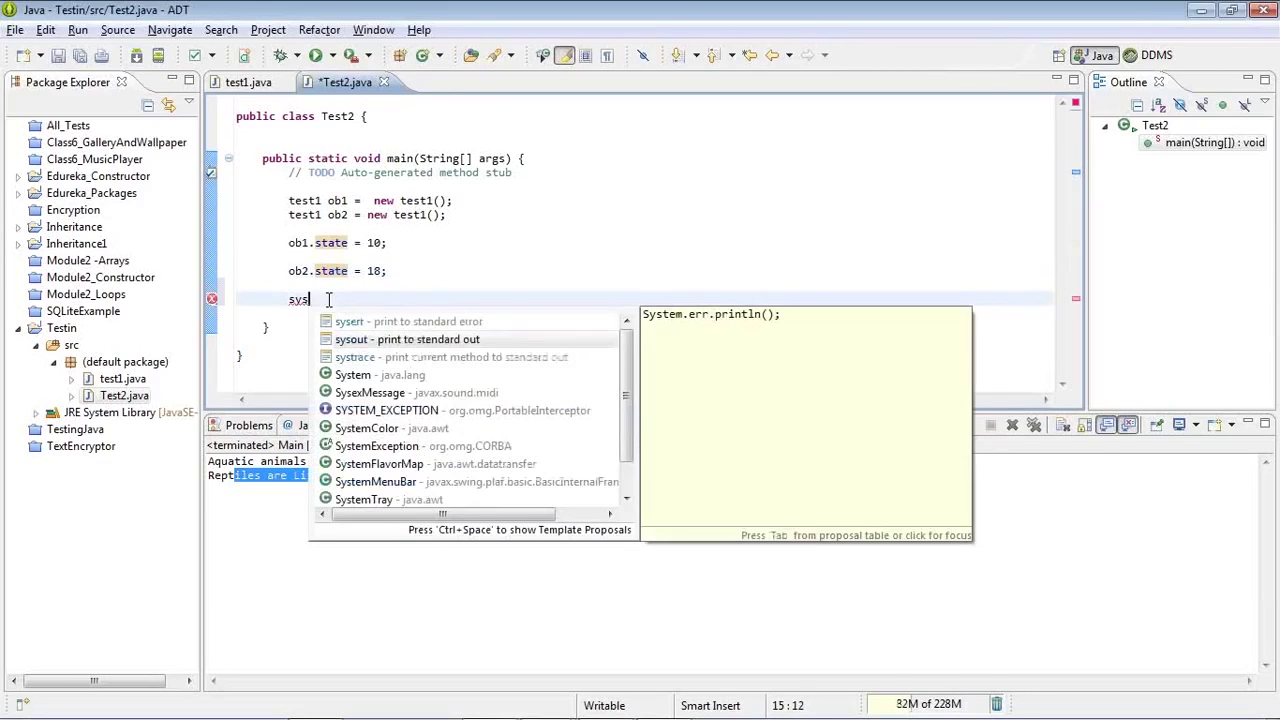 Java - Testin/src/Test2.java - ADT
File Edit Run Source Navigate Search Project Refactor Window Help
Java DDMS
Package Explorer
test1.java
*Test2.java
Outline
All_Tests
Class6_GalleryAndWallpaper
Class6_MusicPlayer
Edureka_Constructor
Edureka_Packages
Encryption
Inheritance
Inheritance1
Module2 -Arrays
Module2_Constructor
Module2_Loops
SQLiteExample
Testin
src
(default package)
test1.java
Test2.java
JRE System Library [JavaSE-
TestingJava
TextEncryptor
public class Test2 {
public static void main(String[] args) {
// TODO Auto-generated method stub
test1 ob1 =  new test1();
test1 ob2 = new test1();
ob1.state = 10;
ob2.state = 18;
sys
}
}
syserr - print to standard error
sysout - print to standard out
systrace - print current method to standard out
System - java.lang
SysexMessage - javax.sound.midi
SYSTEM_EXCEPTION - org.omg.PortableInterceptor
SystemColor - java.awt
SystemException - org.omg.CORBA
SystemFlavorMap - java.awt.datatransfer
SystemMenuBar - javax.swing.plaf.basic.BasicInternalFran
SystemTray - java.awt
Press 'Ctrl+Space' to show Template Proposals
System.err.println();
Press 'Tab' from proposal table or click for focus
Test2
main(String[]) : void
Problems @ Ja
<terminated> Main [
Aquatic animals
Reptiles are Li
Writable
Smart Insert
15 : 12
32M of 228M